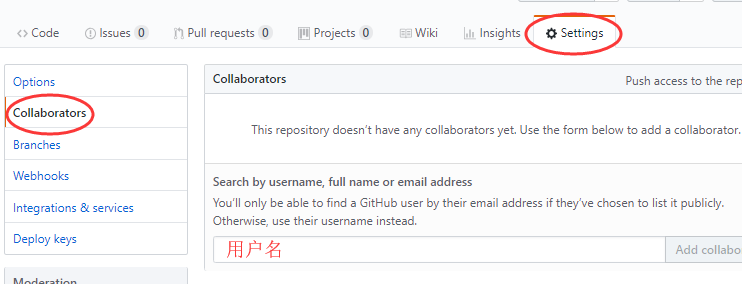 Code Issues 0 Pull requests 0 Projects 0 Wiki Insights Settings
Options
Collaborators
Branches
Webhooks
Integrations & services
Deploy keys
Moderation
Collaborators Push access to the
This repository doesn't have any collaborators yet. Use the form below to add a collaborator.
Search by username, full name or email address
You'll only be able to find a GitHub user by their email address if they've chosen to list it publicly.
Otherwise, use their username instead.
用户名 Add